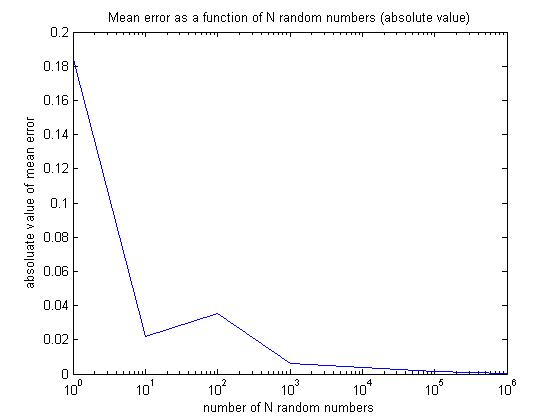 Mean error as a function of N random numbers (absolute value)
0.2
0.18
0.16
0.14
0.12
0.1
0.08
0.06
0.04
0.02
0
absoluate value of mean error
10^0 10^1 10^2 10^3 10^4 10^5 10^6
number of N random numbers